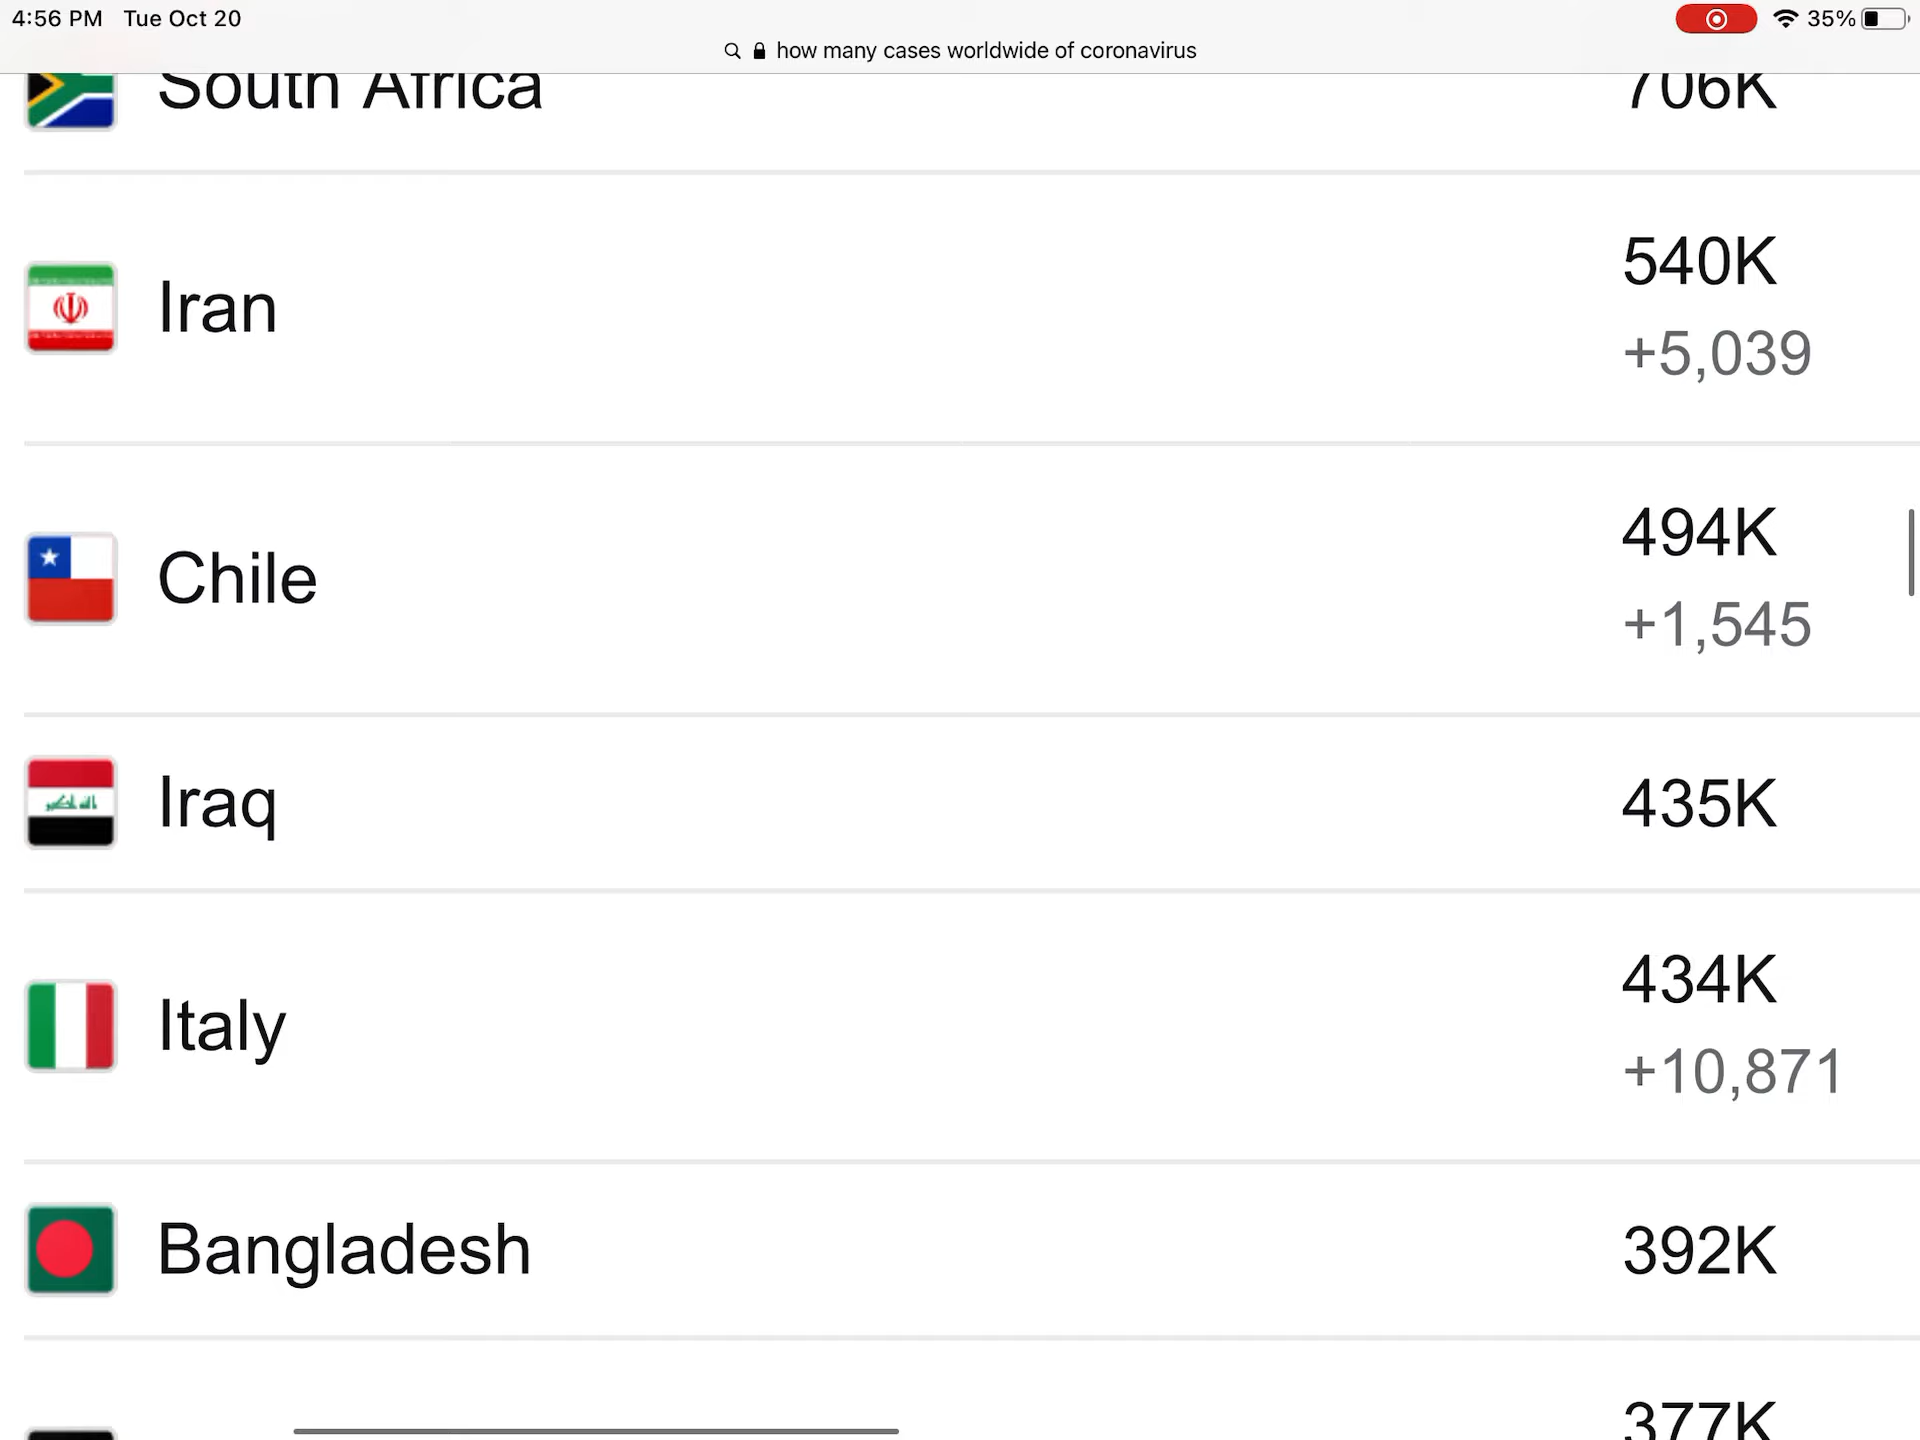 4:56 PM Tue Oct 20
35%
how many cases worldwide of coronavirus
South Africa 706K
Iran 540K
+5,039
Chile 494K
+1,545
Iraq 435K
Italy 434K
+10,871
Bangladesh 392K
377K